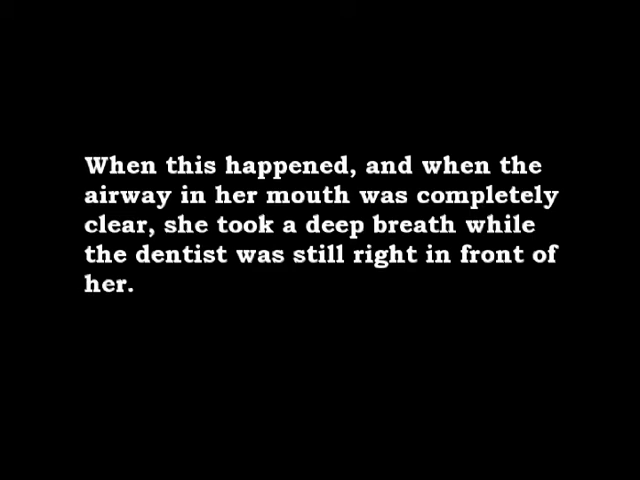 When this happened, and when the
airway in her mouth was completely
clear, she took a deep breath while
the dentist was still right in front of
her.